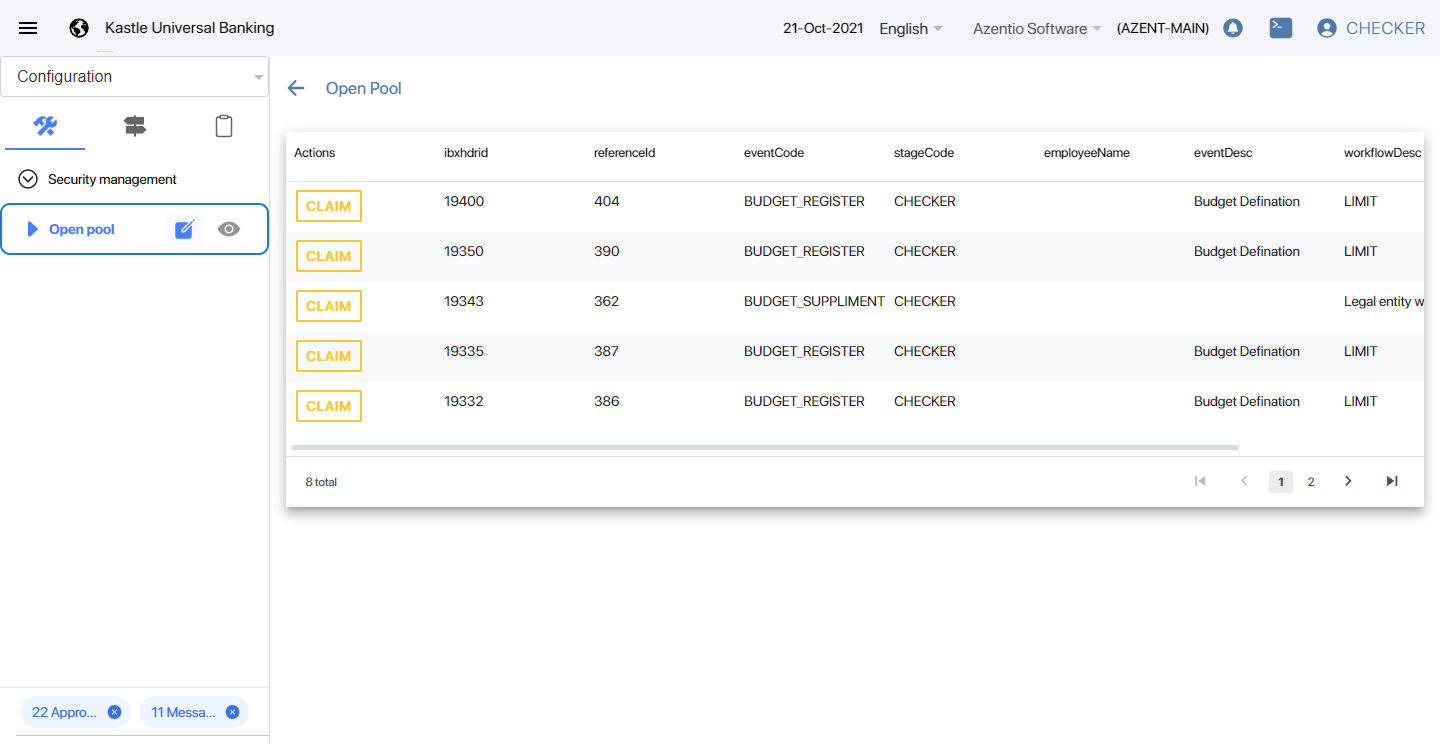 Kastle Universal Banking 21-Oct-2021 English Azentio Software (AZENT-MAIN) CHECKER
Configuration
Security management
Open pool
22 Appro...
11 Messa...
Open Pool
Actions ibxhdrid referenceId eventCode stageCode employeeName eventDesc workflowDesc
CLAIM 19400 404 BUDGET_REGISTER CHECKER Budget Defination LIMIT
CLAIM 19350 390 BUDGET_REGISTER CHECKER Budget Defination LIMIT
CLAIM 19343 362 BUDGET_SUPPLIMENT CHECKER Legal entity w
CLAIM 19335 387 BUDGET_REGISTER CHECKER Budget Defination LIMIT
CLAIM 19332 386 BUDGET_REGISTER CHECKER Budget Defination LIMIT
8 total 1 2